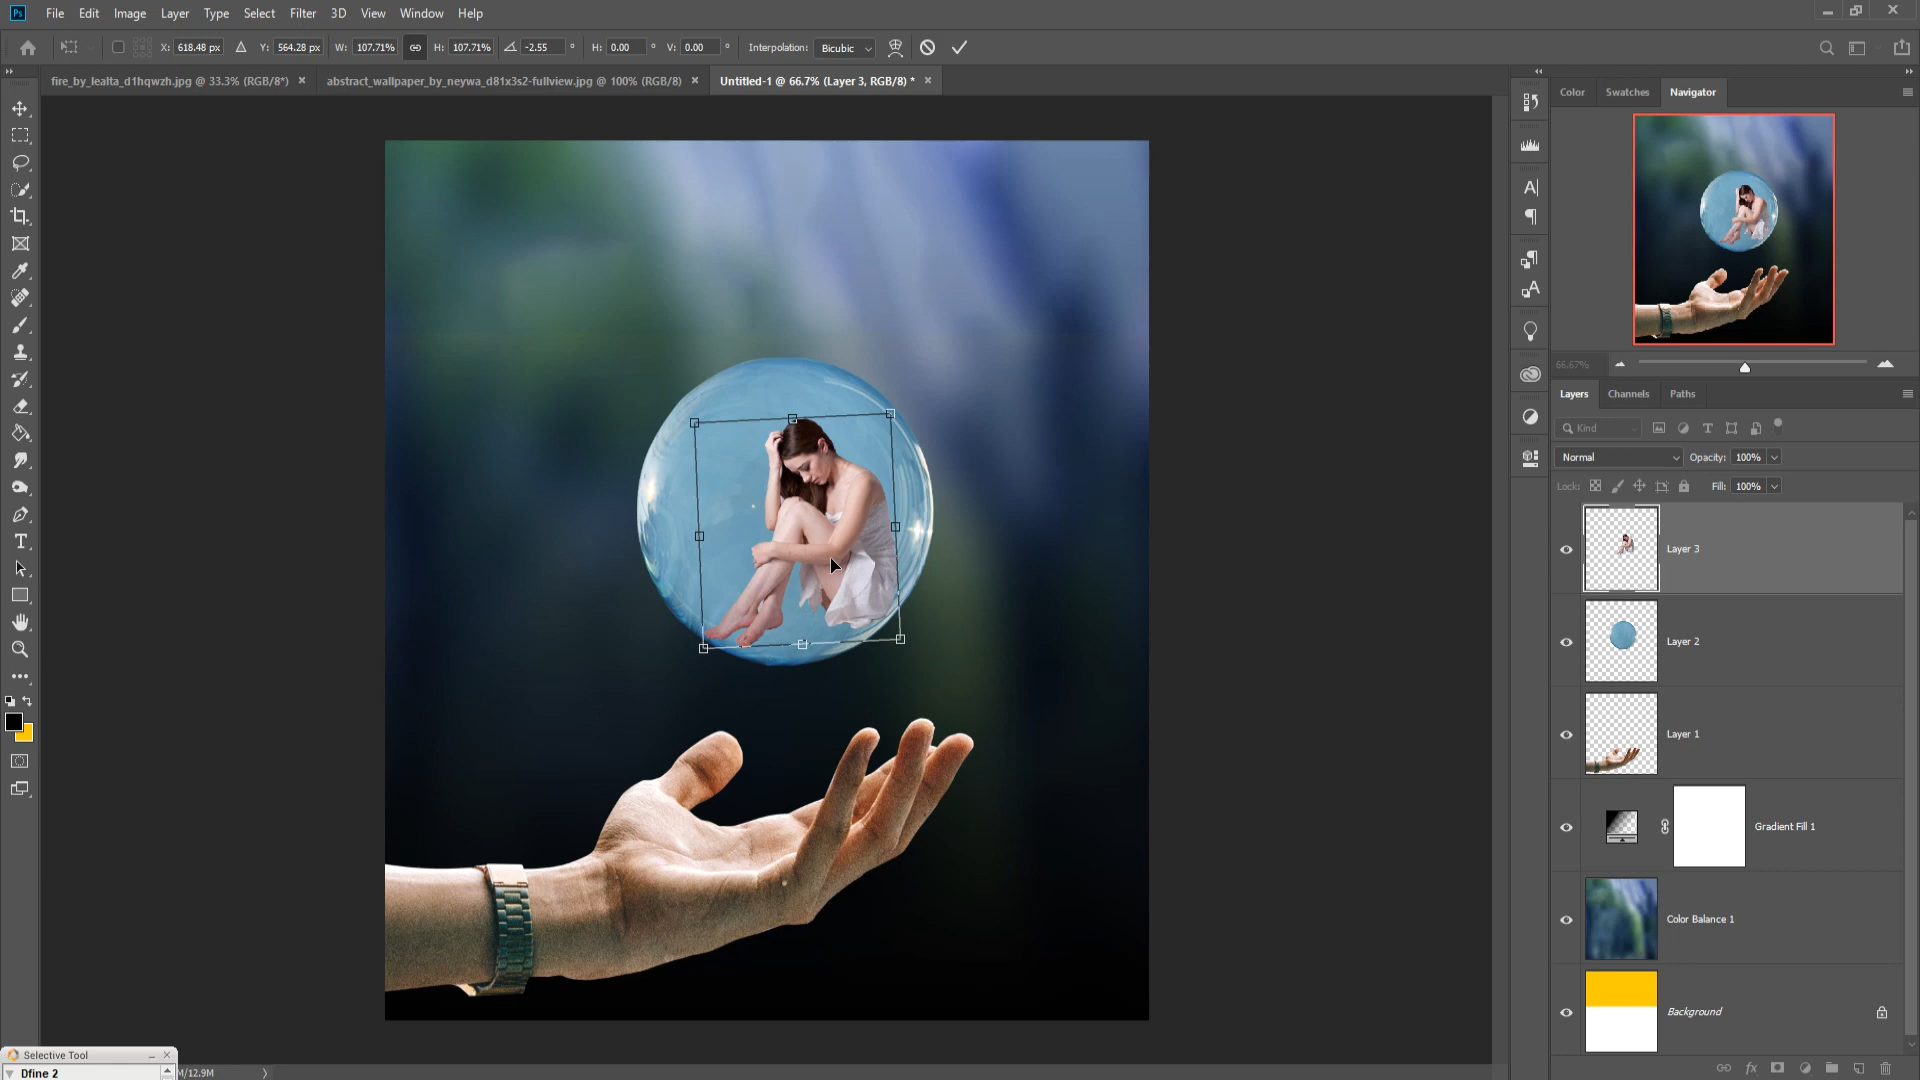 Ps File Edit Image Layer Type Select Filter 3D View Window Help
X: 618.48 px Y: 564.28 px W: 107.71% H: 107.71% -2.55 ° H: 0.00 ° V: 0.00 ° Interpolation: Bicubic
fire_by_lealta_d1hqwzh.jpg @ 33.3% (RGB/8*) × abstract_wallpaper_by_neywa_d81x3s2-fullview.jpg @ 100% (RGB/8) × Untitled-1 @ 66.7% (Layer 3, RGB/8) * ×
Color Swatches Navigator
66.67%
Layers Channels Paths
Kind
Normal Opacity: 100%
Lock: Fill: 100%
Layer 3
Layer 2
Layer 1
Gradient Fill 1
Color Balance 1
Background
Selective Tool
Dfine 2
M/12.9M